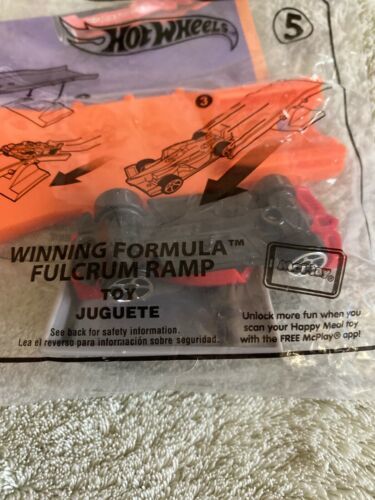 HOT WHEELS
5
3
WINNING FORMULA™
FULCRUM RAMP
TOY
JUGUETE
See back for safety information.
Lea el reverso para información sobre seguridad.
Unlock more fun when you
scan your Happy Meal toy
with the FREE McPlay® app!